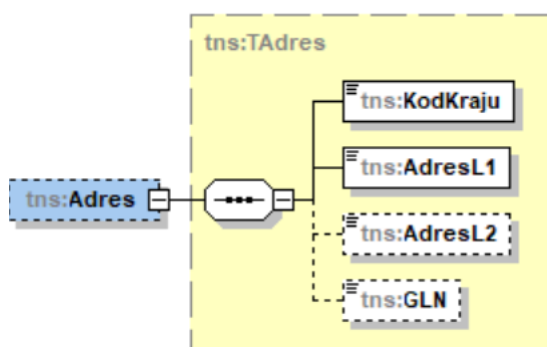 tns:TAdres
tns:KodKraju
tns:AdresL1
tns:Adres
tns:AdresL2
tns:GLN